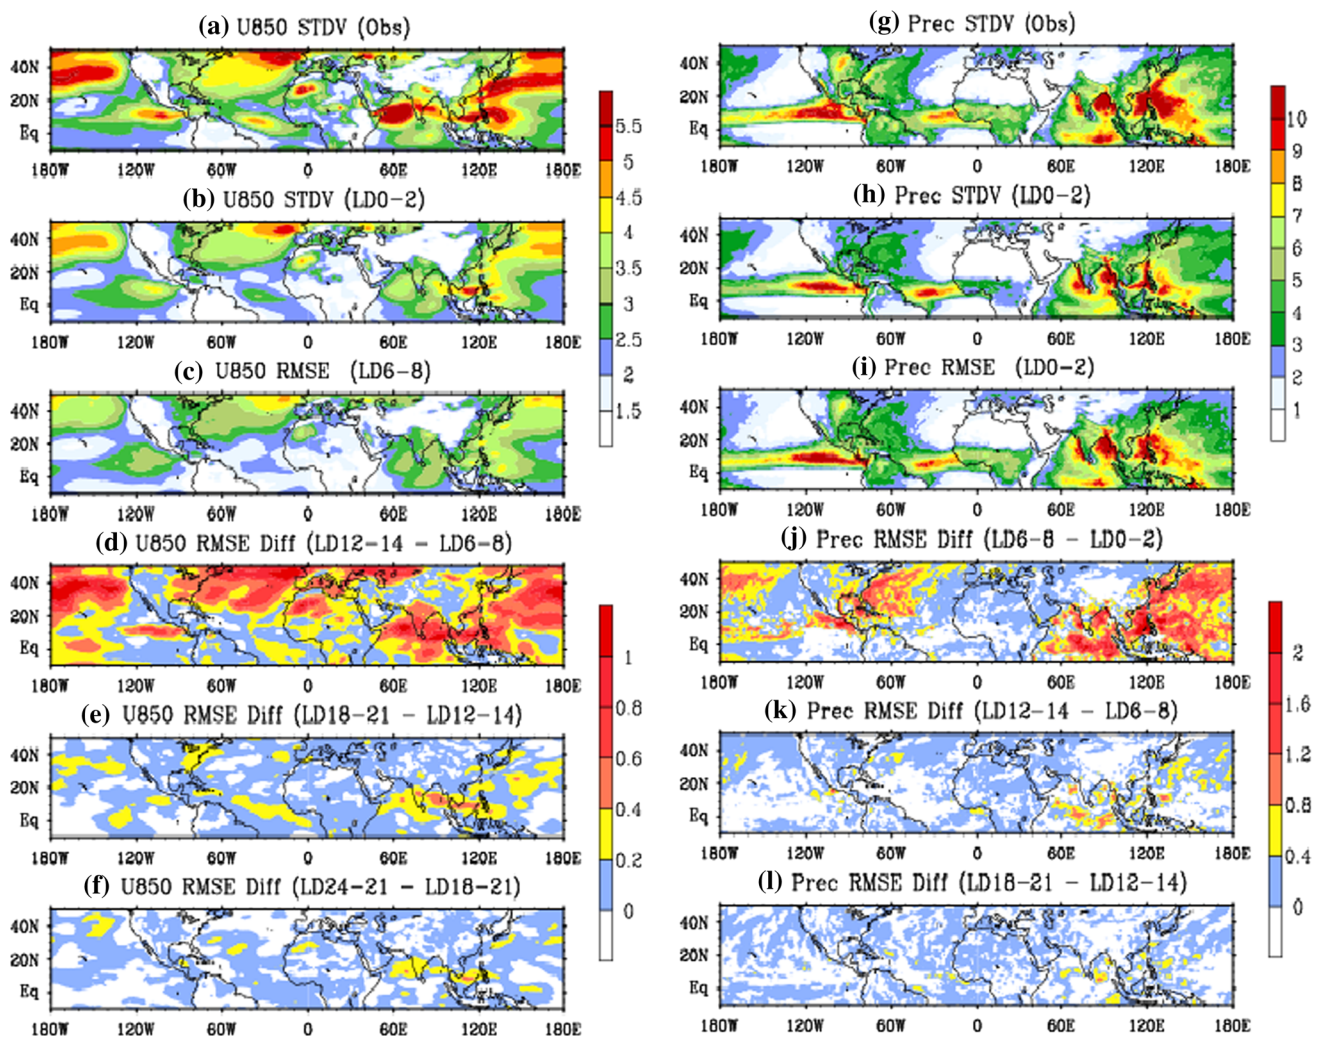 (a) U850 STDV (Obs)
40N
20N
Eq
180W 120W 60W 0 60E 120E 180E
(b) U850 STDV (LD0-2)
40N
20N
Eq
180W 120W 60W 0 60E 120E 180E
(c) U850 RMSE (LD6-8)
40N
20N
Eq
180W 120W 60W 0 60E 120E 180E
(d) U850 RMSE Diff (LD12-14 - LD6-8)
40N
20N
Eq
180W 120W 60W 0 60E 120E 180E
(e) U850 RMSE Diff (LD18-21 - LD12-14)
40N
20N
Eq
180W 120W 60W 0 60E 120E 180E
(f) U850 RMSE Diff (LD24-21 - LD18-21)
40N
20N
Eq
180W 120W 60W 0 60E 120E 180E
5.5
5
4.5
4
3.5
3
2.5
2
1.5
1
0.8
0.6
0.4
0.2
0
(g) Prec STDV (Obs)
40N
20N
Eq
180W 120W 60W 0 60E 120E 180E
(h) Prec STDV (LD0-2)
40N
20N
Eq
180W 120W 60W 0 60E 120E 180E
(i) Prec RMSE (LD0-2)
40N
20N
Eq
180W 120W 60W 0 60E 120E 180E
(j) Prec RMSE Diff (LD6-8 - LD0-2)
40N
20N
Eq
180W 120W 60W 0 60E 120E 180E
(k) Prec RMSE Diff (LD12-14 - LD6-8)
40N
20N
Eq
180W 120W 60W 0 60E 120E 180E
(l) Prec RMSE Diff (LD18-21 - LD12-14)
40N
20N
Eq
180W 120W 60W 0 60E 120E 180E
10
9
8
7
6
5
4
3
2
1
2
1.6
1.2
0.8
0.4
0